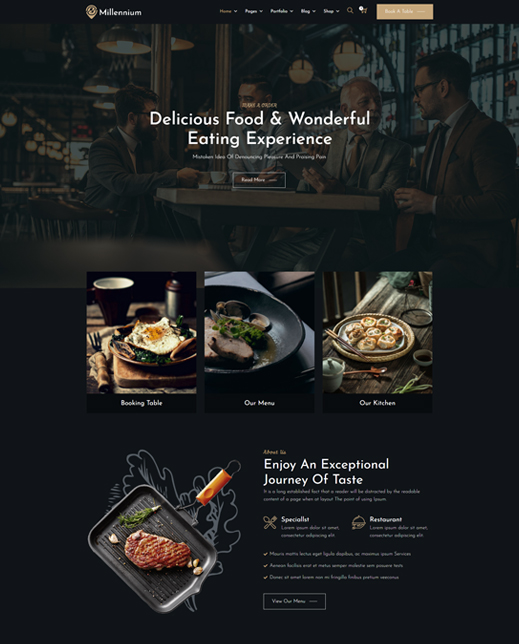 Millennium
Home Pages Portfolio Blog Shop
Book A Table
Delicious Food & Wonderful
Eating Experience
Mistaken Idea Of Denouncing Pleasure And Praising Pain
Read More
Booking Table
Our Menu
Our Kitchen
About Us
Enjoy An Exceptional
Journey Of Taste
It is a long established fact that a reader will be distracted by the readable
content of a page when at layout The point of using Ipsum.
Speciallst
Lorem ipsum dolor sit amet,
consectetur adipiscing elit
Restaurant
Lorem ipsum dolor sit amet,
consectetur adipiscing elit
Mauris mattis lectus eget ligula dapibus, ac maximus ipsum Services
Aenean facilisis erat at metus semper molestie sem posuere tests
Donec sit amet lorem non mi fringilla finibus pretium
View Our Menu